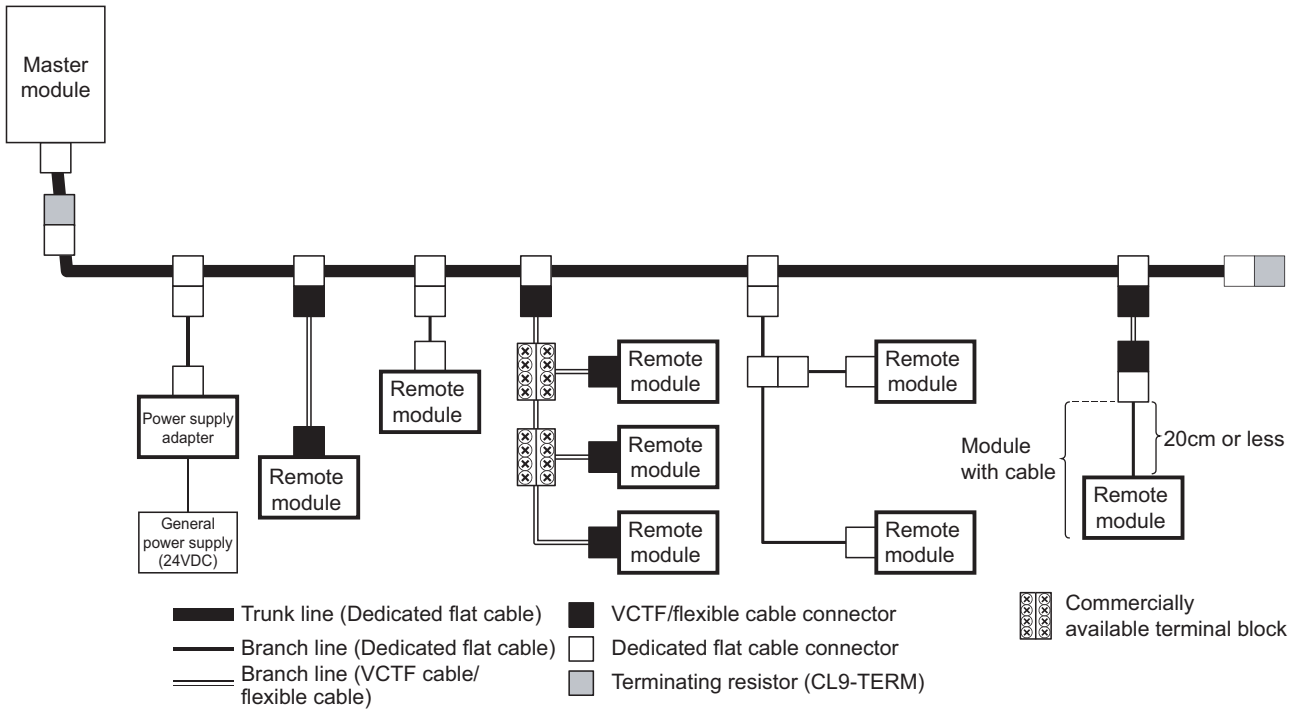 Master
module
Power supply
adapter
General
power supply
(24VDC)
Remote
module
Remote
module
Remote
module
Remote
module
Remote
module
Remote
module
Remote
module
Module
with cable
20cm or less
Remote
module
Trunk line (Dedicated flat cable)
Branch line (Dedicated flat cable)
Branch line (VCTF cable/
flexible cable)
VCTF/flexible cable connector
Dedicated flat cable connector
Terminating resistor (CL9-TERM)
Commercially
available terminal block